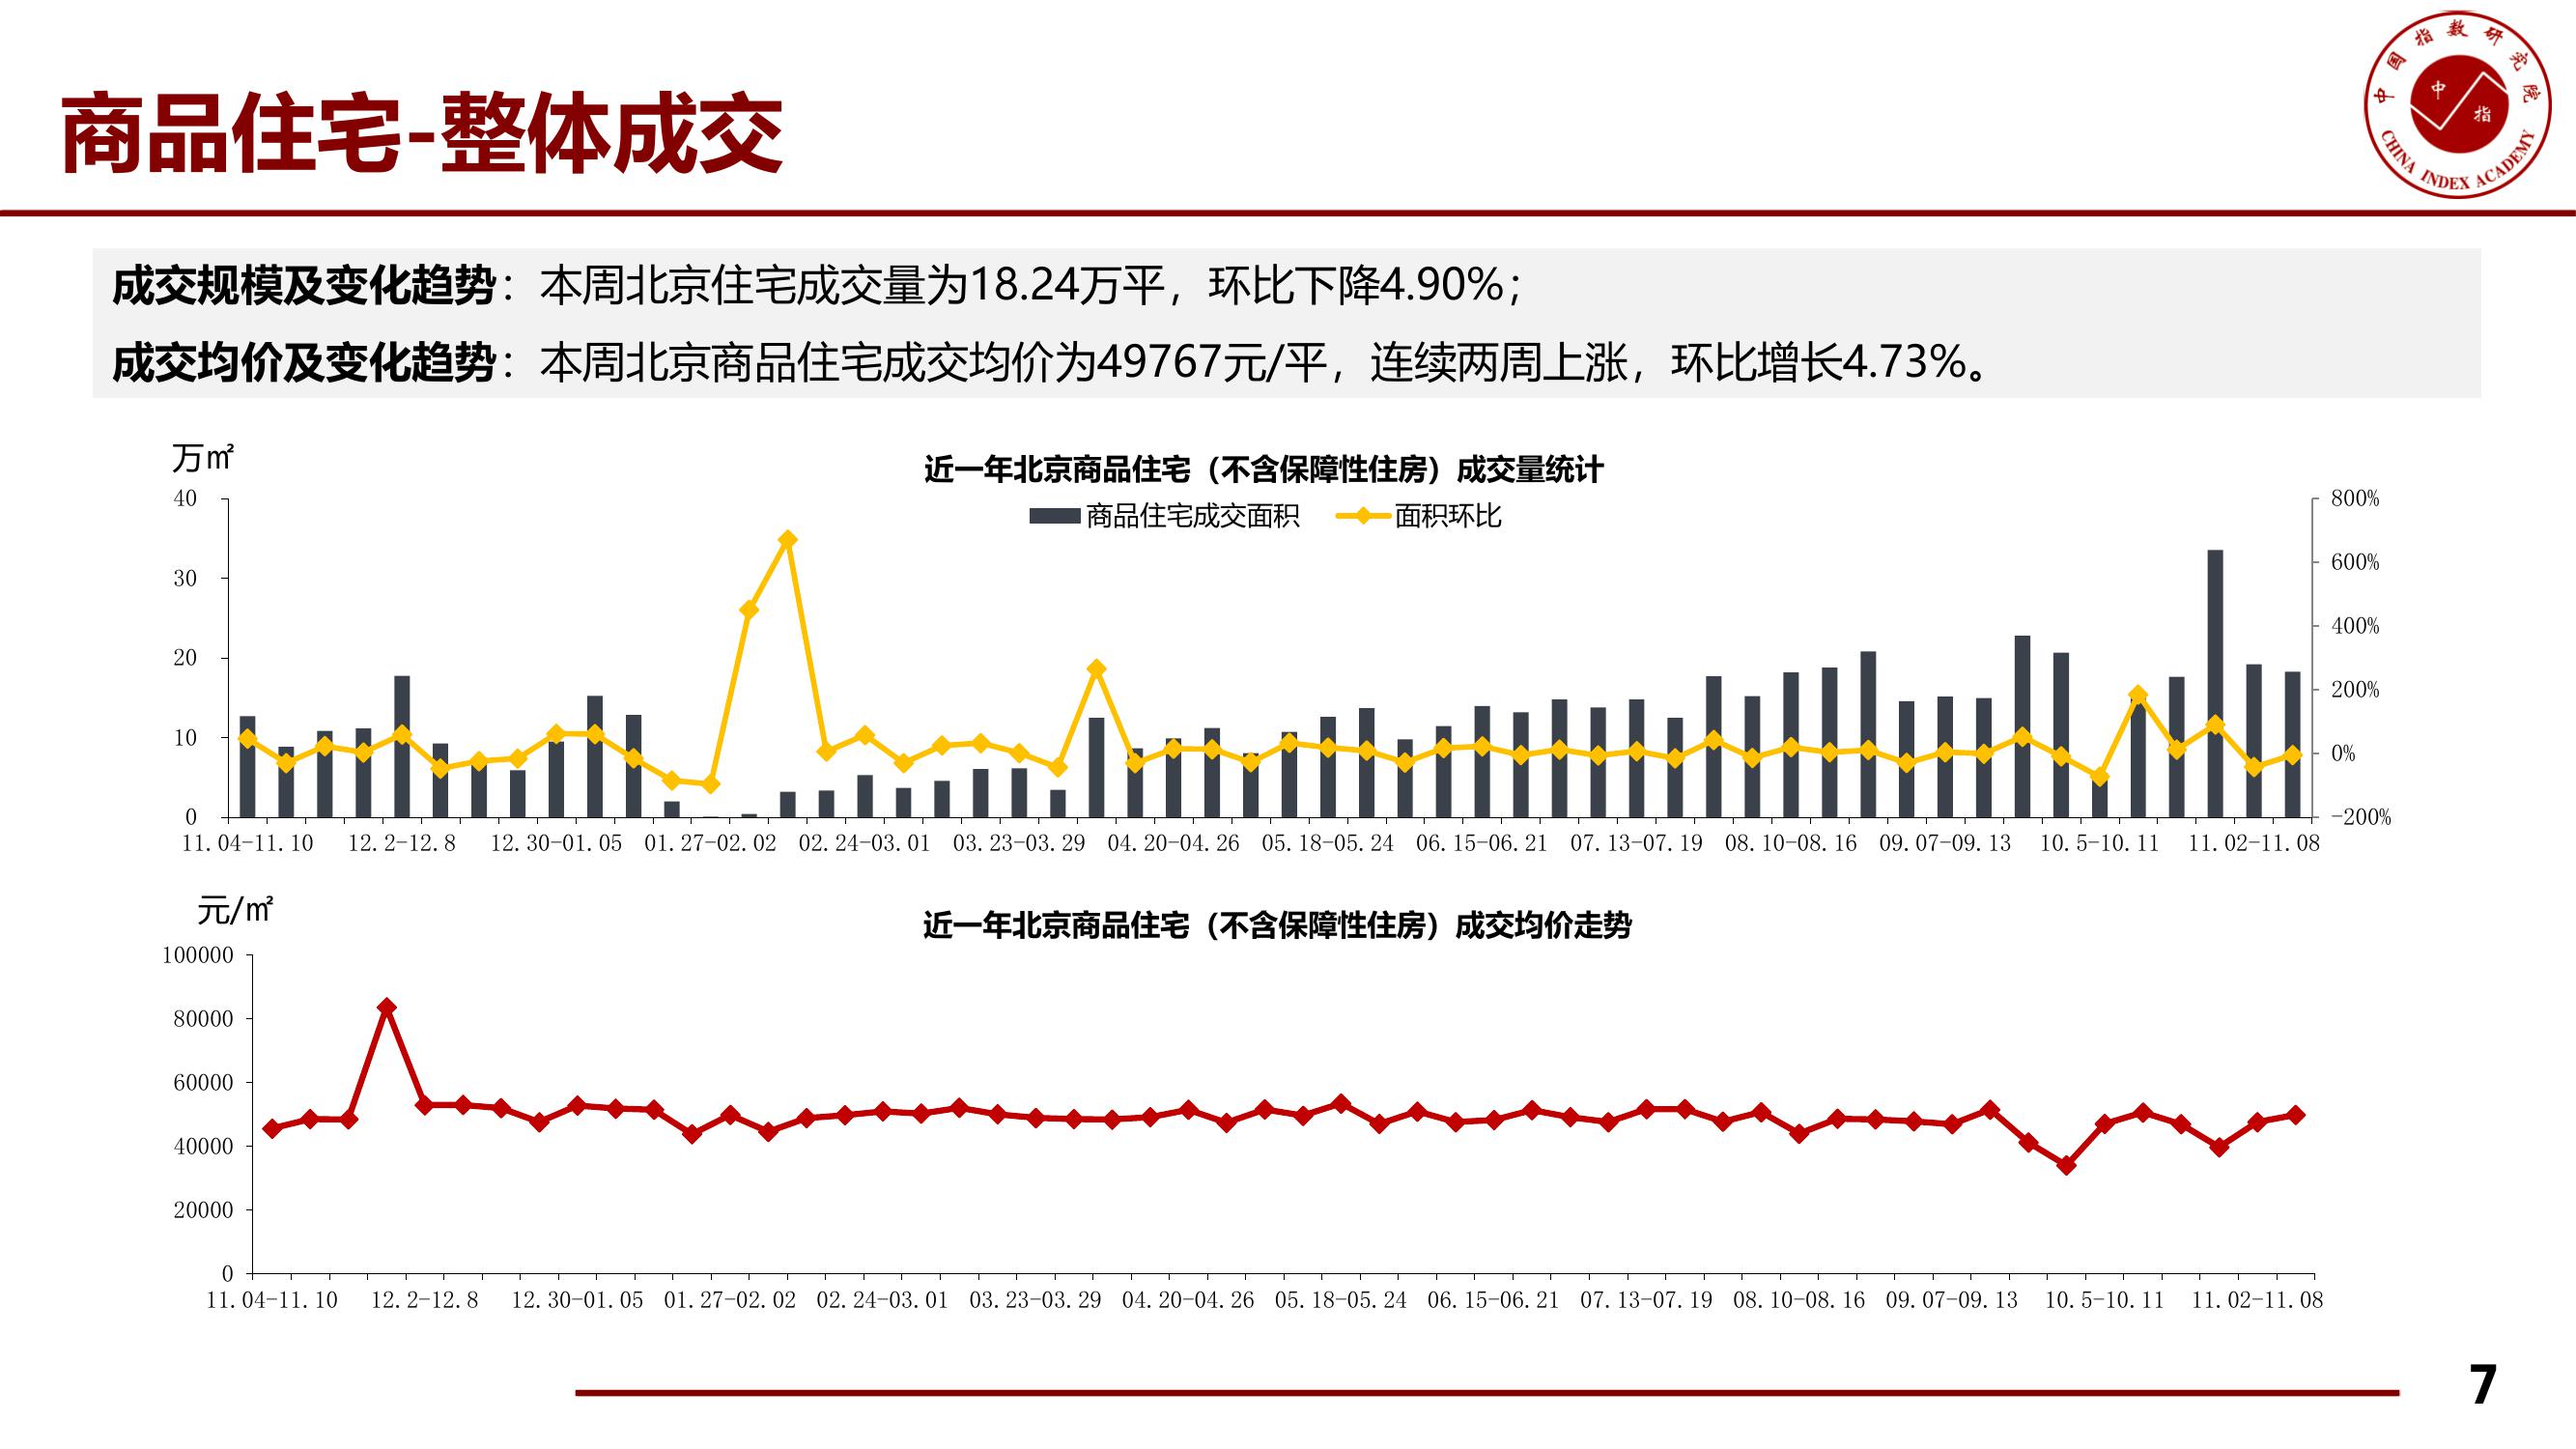 中国指数研究院
中
指
CHINA INDEX ACADEMY
商品住宅-整体成交
成交规模及变化趋势：本周北京住宅成交量为18.24万平，环比下降4.90%；
成交均价及变化趋势：本周北京商品住宅成交均价为49767元/平，连续两周上涨，环比增长4.73%。
万㎡
近一年北京商品住宅（不含保障性住房）成交量统计
商品住宅成交面积 面积环比
40
30
20
10
0
800%
600%
400%
200%
0%
-200%
11.04-11.10 12.2-12.8 12.30-01.05 01.27-02.02 02.24-03.01 03.23-03.29 04.20-04.26 05.18-05.24 06.15-06.21 07.13-07.19 08.10-08.16 09.07-09.13 10.5-10.11 11.02-11.08
元/㎡
近一年北京商品住宅（不含保障性住房）成交均价走势
100000
80000
60000
40000
20000
0
11.04-11.10 12.2-12.8 12.30-01.05 01.27-02.02 02.24-03.01 03.23-03.29 04.20-04.26 05.18-05.24 06.15-06.21 07.13-07.19 08.10-08.16 09.07-09.13 10.5-10.11 11.02-11.08
7